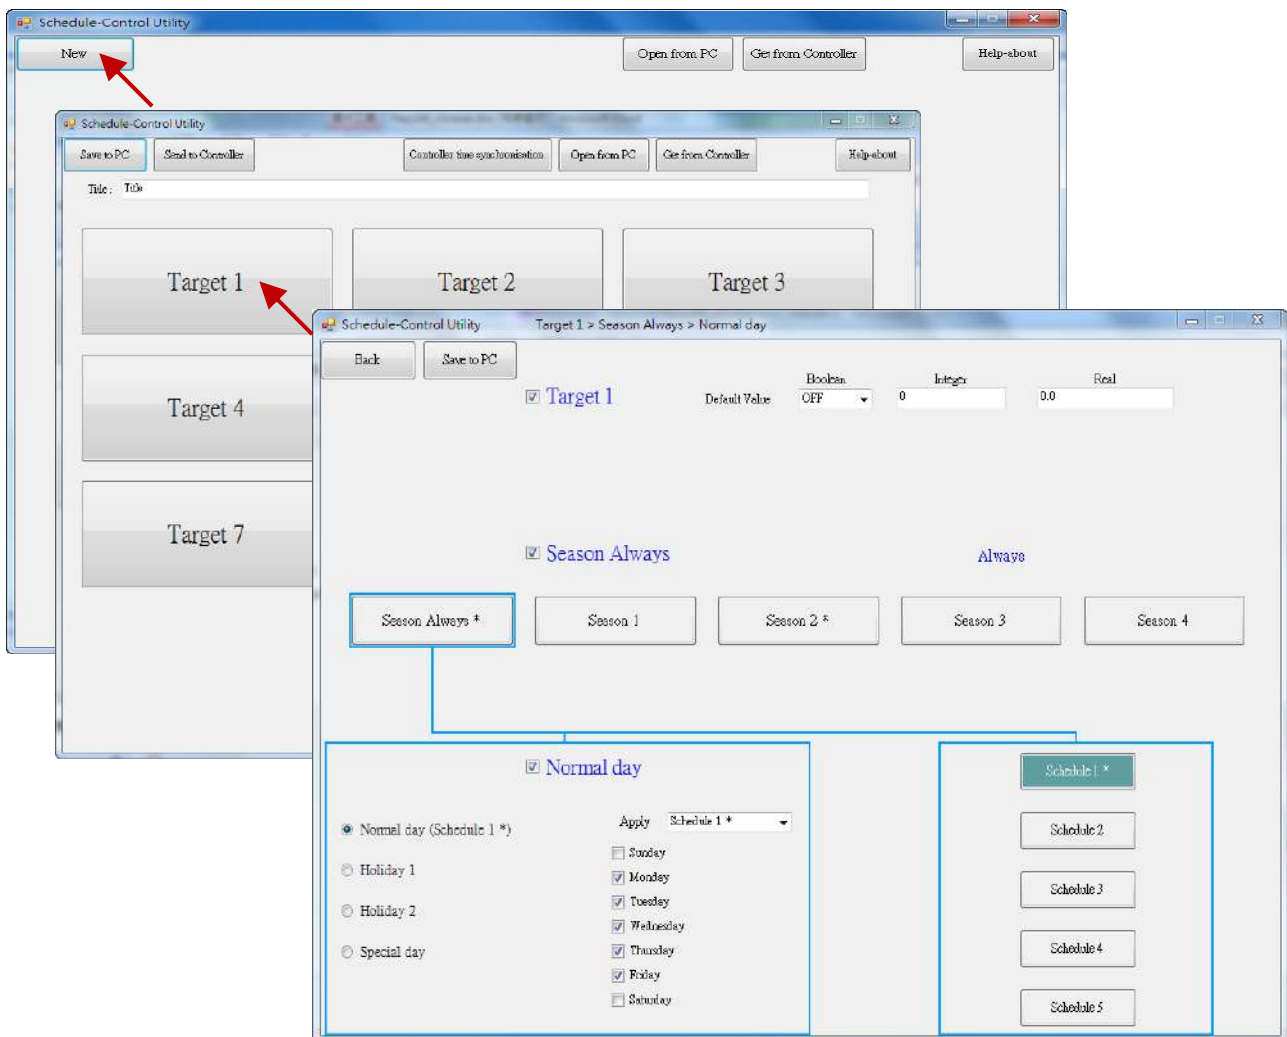 Schedule-Control Utility
New
Open from PC
Get from Controller
Help-about
Schedule-Control Utility
Save to PC
Send to Controller
Controller time synchronization
Open from PC
Get from Controller
Help-about
Title : Title
Target 1
Target 2
Target 3
Target 4
Target 7
Schedule-Control Utility
Target 1 > Season Always > Normal day
Back
Save to PC
Target 1
Default Value
Boolean
OFF
Integer
0
Real
0.0
Season Always
Always
Season Always *
Season 1
Season 2 *
Season 3
Season 4
Normal day
Normal day (Schedule 1 *)
Holiday 1
Holiday 2
Special day
Apply
Schedule 1 *
Sunday
Monday
Tuesday
Wednesday
Thursday
Friday
Saturday
Schedule 1 *
Schedule 2
Schedule 3
Schedule 4
Schedule 5